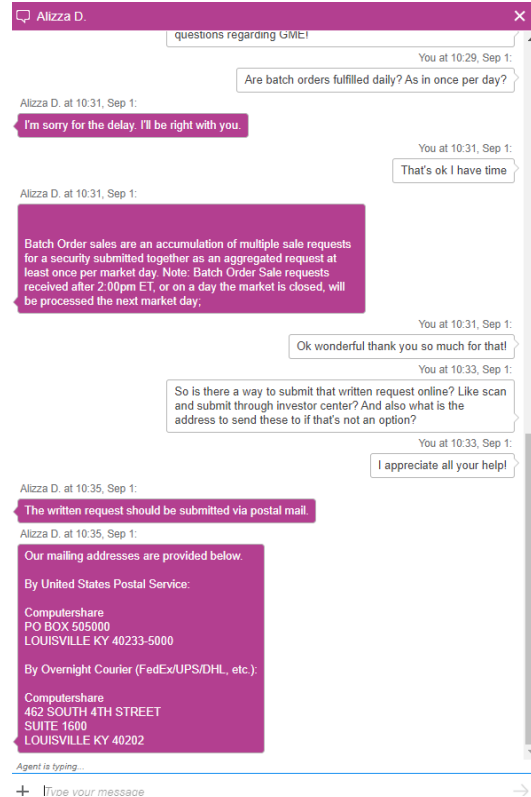 Alizza D.
questions regarding GME!
You at 10:29, Sep 1:
Are batch orders fulfilled daily? As in once per day?
Alizza D. at 10:31, Sep 1:
I'm sorry for the delay. I'll be right with you.
You at 10:31, Sep 1:
That's ok I have time
Alizza D. at 10:31, Sep 1:
Batch Order sales are an accumulation of multiple sale requests
for a security submitted together as an aggregated request at
least once per market day. Note: Batch Order Sale requests
received after 2:00pm ET, or on a day the market is closed, will
be processed the next market day;
You at 10:31, Sep 1:
Ok wonderful thank you so much for that!
You at 10:33, Sep 1:
So is there a way to submit that written request online? Like scan
and submit through investor center? And also what is the
address to send these to if that's not an option?
You at 10:33, Sep 1:
I appreciate all your help!
Alizza D. at 10:35, Sep 1:
The written request should be submitted via postal mail.
Alizza D. at 10:35, Sep 1:
Our mailing addresses are provided below.
By United States Postal Service:
Computershare
PO BOX 505000
LOUISVILLE KY 40233-5000
By Overnight Courier (FedEx/UPS/DHL, etc.):
Computershare
462 SOUTH 4TH STREET
SUITE 1600
LOUISVILLE KY 40202
Agent is typing...
Type your message